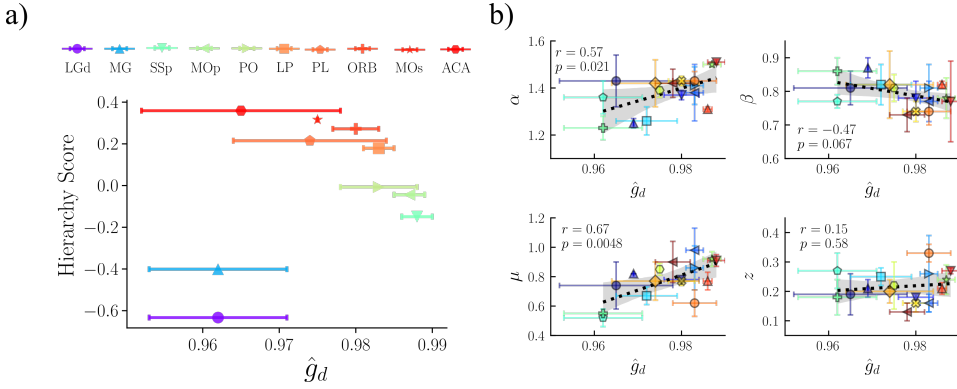 a)
LGd MG SSp MOp PO LP PL ORB MOs ACA
Hierarchy Score
0.4
0.2
0.0
−0.2
−0.4
−0.6
0.96 0.97 0.98 0.99
ĝd
b)
α
1.6
1.4
1.2
r = 0.57
p = 0.021
0.96 0.98
ĝd
β
0.9
0.8
0.7
0.6
r = −0.47
p = 0.067
0.96 0.98
ĝd
μ
1.2
1.0
0.8
0.6
0.4
r = 0.67
p = 0.0048
0.96 0.98
ĝd
z
0.4
0.3
0.2
0.1
r = 0.15
p = 0.58
0.96 0.98
ĝd